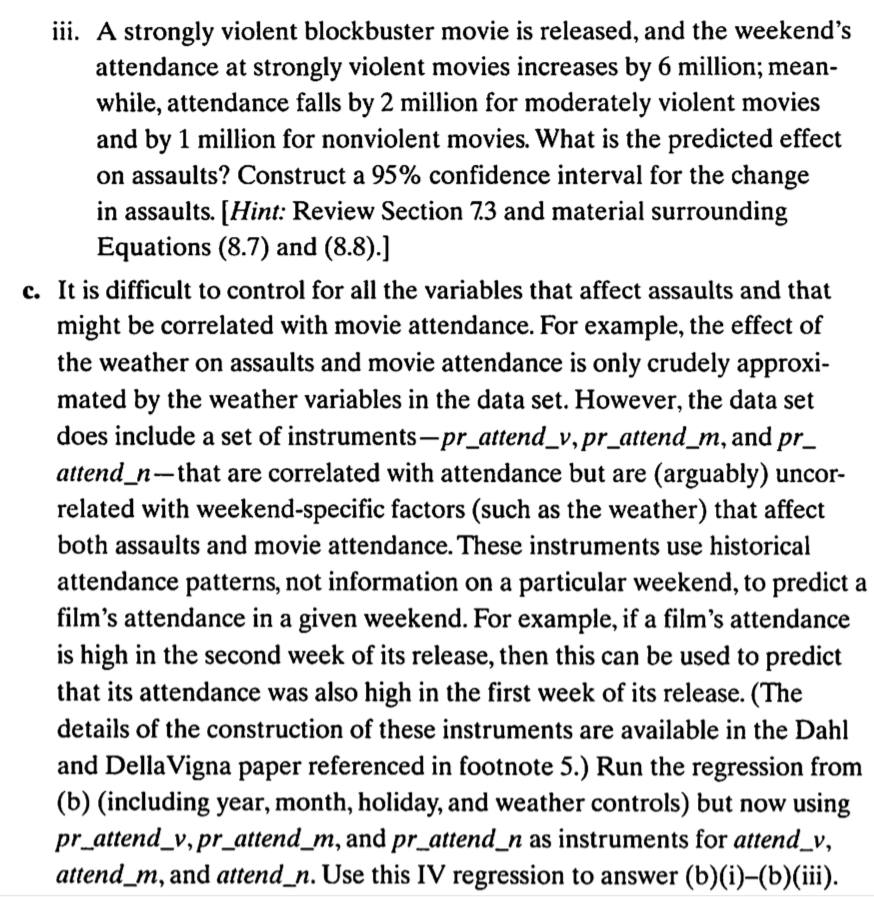 iii. A strongly violent blockbuster movie is released, and the weekend's
attendance at strongly violent movies increases by 6 million; mean-
while, attendance falls by 2 million for moderately violent movies
and by 1 million for nonviolent movies. What is the predicted effect
on assaults? Construct a 95% confidence interval for the change
in assaults. [Hint: Review Section 7.3 and material surrounding
Equations (8.7) and (8.8).]
c. It is difficult to control for all the variables that affect assaults and that
might be correlated with movie attendance. For example, the effect of
the weather on assaults and movie attendance is only crudely approxi-
mated by the weather variables in the data set. However, the data set
does include a set of instruments—pr_attend_v, pr_attend_m, and pr_
attend_n—that are correlated with attendance but are (arguably) uncor-
related with weekend-specific factors (such as the weather) that affect
both assaults and movie attendance. These instruments use historical
attendance patterns, not information on a particular weekend, to predict a
film's attendance in a given weekend. For example, if a film's attendance
is high in the second week of its release, then this can be used to predict
that its attendance was also high in the first week of its release. (The
details of the construction of these instruments are available in the Dahl
and DellaVigna paper referenced in footnote 5.) Run the regression from
(b) (including year, month, holiday, and weather controls) but now using
pr_attend_v, pr_attend_m, and pr_attend_n as instruments for attend_v,
attend_m, and attend_n. Use this IV regression to answer (b)(i)–(b)(iii).